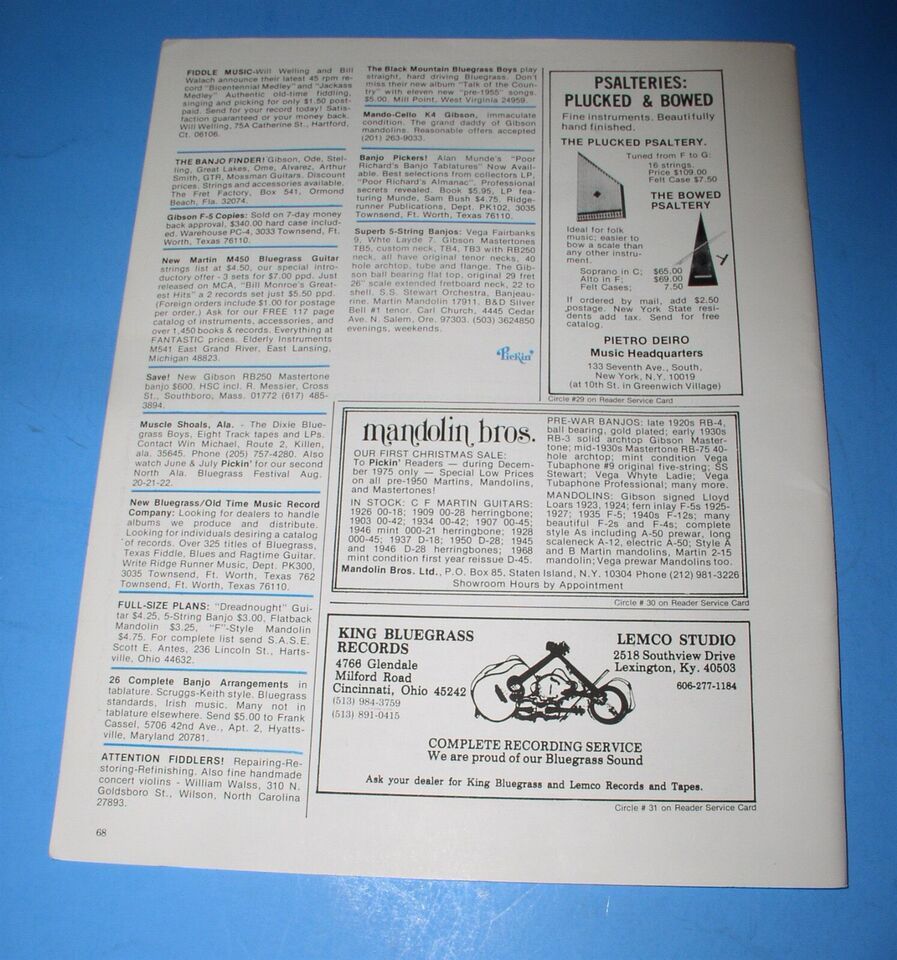 FIDDLE MUSIC-Will Welling and Bill
Walach announce their latest 45 rpm re-
cord "Bicentennial Medley" and "Jackass
Medley" Authentic old-time fiddling,
singing and picking for only $1.50 post-
paid. Send for your record today! Satis-
faction guaranteed or your money back.
Will Welling, 75A Catherine St., Hartford,
Ct. 06106.
THE BANJO FINDER! Gibson, Ode, Stel-
ling, Great Lakes, Ome, Alvarez, Arthur
Smith, GTR, Mossman Guitars. Discount
prices. Strings and accessories available.
The Fret Factory, Box 541, Ormond
Beach, Fla. 32074.
Gibson F-5 Copies: Sold on 7-day money
back approval, $340.00 hard case includ-
ed. Warehouse PC-4, 3033 Townsend, Ft.
Worth, Texas 76110.
New Martin M450 Bluegrass Guitar
strings list at $4.50, our special intro-
ductory offer - 3 sets for $7.00 ppd. Just
released on MCA, "Bill Monroe's Great-
est Hits" a 2 records set just $5.50 ppd.
(Foreign orders include $1.00 for postage
per order.) Ask for our FREE 117 page
catalog of instruments, accessories, and
over 1,450 books & records. Everything at
FANTASTIC prices. Elderly Instruments
M541 East Grand River, East Lansing,
Michigan 48823.
Save! New Gibson RB250 Mastertone
banjo $600, HSC incl. R. Messier, Cross
St., Southboro, Mass. 01772 (617) 485-
3894.
Muscle Shoals, Ala. - The Dixie Blue-
grass Boys, Eight Track tapes and LPs.
Contact Win Michael, Route 2, Killen,
ala. 35645. Phone (205) 757-4280. Also
watch June & July Pickin' for our second
North Ala. Bluegrass Festival Aug.
20-21-22.
New Bluegrass/Old Time Music Record
Company: Looking for dealers to handle
albums we produce and distribute.
Looking for individuals desiring a catalog
of records. Over 325 titles of Bluegrass,
Texas Fiddle, Blues and Ragtime Guitar.
Write Ridge Runner Music, Dept. PK300,
3035 Townsend, Ft. Worth, Texas 762
Townsend, Ft. Worth, Texas 76110.
FULL-SIZE PLANS: "Dreadnought" Gui-
tar $4.25, 5-String Banjo $3.00, Flatback
Mandolin $3.25, "F"-Style Mandolin
$4.75. For complete list send S.A.S.E.
Scott E. Antes, 236 Lincoln St., Harts-
ville, Ohio 44632.
26 Complete Banjo Arrangements in
tablature. Scruggs-Keith style. Bluegrass
standards, Irish music. Many not in
tablature elsewhere. Send $5.00 to Frank
Cassel, 5706 42nd Ave., Apt. 2, Hyatts-
ville, Maryland 20781.
ATTENTION FIDDLERS! Repairing-Re-
storing-Refinishing. Also fine handmade
concert violins - William Walss, 310 N.
Goldsboro St., Wilson, North Carolina
27893.
68
The Black Mountain Bluegrass Boys play
straight, hard driving Bluegrass. Don't
miss their new album "Talk of the Coun-
try" with eleven new "pre-1955" songs.
$5.00. Mill Point, West Virginia 24959.
Mando-Cello K4 Gibson, immaculate
condition. The grand daddy of Gibson
mandolins. Reasonable offers accepted
(201) 263-9033.
Banjo Pickers! Alan Munde's "Poor
Richard's Banjo Tablatures" Now Avail-
able. Best selections from collectors LP,
"Poor Richard's Almanac". Professional
secrets revealed. Book $5.95, LP fea-
turing Munde, Sam Bush $4.75. Ridge-
runner Publications, Dept. PK102, 3035
Townsend, Ft. Worth, Texas 76110.
Superb 5-String Banjos: Vega Fairbanks
9, Whte Layde 7. Gibson Mastertones
TB5, custom neck, TB4, TB3 with RB250
neck, all have original tenor necks, 40
hole archtop, tube and flange. The Gib-
son ball bearing flat top, original 29 fret
26" scale extended fretboard neck, 22 to
shell. S.S. Stewart Orchestra, Banjeau-
rine. Martin Mandolin 17911. B&D Silver
Bell #1 tenor. Carl Church, 4445 Cedar
Ave. N. Salem, Ore. 97303. (503) 3624850
evenings, weekends.
Pickin'
PSALTERIES:
PLUCKED & BOWED
Fine instruments. Beautifully
hand finished.
THE PLUCKED PSALTERY.
Tuned from F to G:
16 strings.
Price $109.00
Felt Case $7.50
THE BOWED
PSALTERY
Ideal for folk
music; easier to
bow a scale than
any other instru-
ment.
Soprano in C; $65.00
Alto in F; $69.00
Felt Cases; 7.50
If ordered by mail, add $2.50
postage. New York State resi-
dents add tax. Send for free
catalog.
PIETRO DEIRO
Music Headquarters
133 Seventh Ave., South,
New York, N.Y. 10019
(at 10th St. in Greenwich Village)
Circle #29 on Reader Service Card
mandolin bros.
OUR FIRST CHRISTMAS SALE:
To Pickin' Readers — during Decem-
ber 1975 only — Special Low Prices
on all pre-1950 Martins, Mandolins,
and Mastertones!
IN STOCK: C F MARTIN GUITARS:
1926 00-18; 1909 00-28 herringbone;
1903 00-42; 1934 00-42; 1907 00-45;
1946 mint 000-21 herringbone; 1928
000-45; 1937 D-18; 1950 D-28; 1945
and 1946 D-28 herringbones; 1968
mint condition first year reissue D-45.
PRE-WAR BANJOS: late 1920s RB-4,
ball bearing, gold plated; early 1930s
RB-3 solid archtop Gibson Master-
tone; mid-1930s Mastertone RB-75 40-
hole archtop; mint condition Vega
Tubaphone #9 original five-string; SS
Stewart; Vega Whyte Ladie; Vega
Tubaphone Professional; many more.
MANDOLINS: Gibson signed Lloyd
Loars 1923, 1924; fern inlay F-5s 1925-
1927; 1935 F-5; 1940s F-12s; many
beautiful F-2s and F-4s; complete
style As including A-50 prewar, long
scaleneck A-12, electric A-50; Style A
and B Martin mandolins, Martin 2-15
mandolin; Vega prewar Mandolins too.
Mandolin Bros. Ltd., P.O. Box 85, Staten Island, N.Y. 10304 Phone (212) 981-3226
Showroom Hours by Appointment
Circle # 30 on Reader Service Card
KING BLUEGRASS
RECORDS
4766 Glendale
Milford Road
Cincinnati, Ohio 45242
(513) 984-3759
(513) 891-0415
LEMCO STUDIO
2518 Southview Drive
Lexington, Ky. 40503
606-277-1184
COMPLETE RECORDING SERVICE
We are proud of our Bluegrass Sound
Ask your dealer for King Bluegrass and Lemco Records and Tapes.
Circle # 31 on Reader Service Card